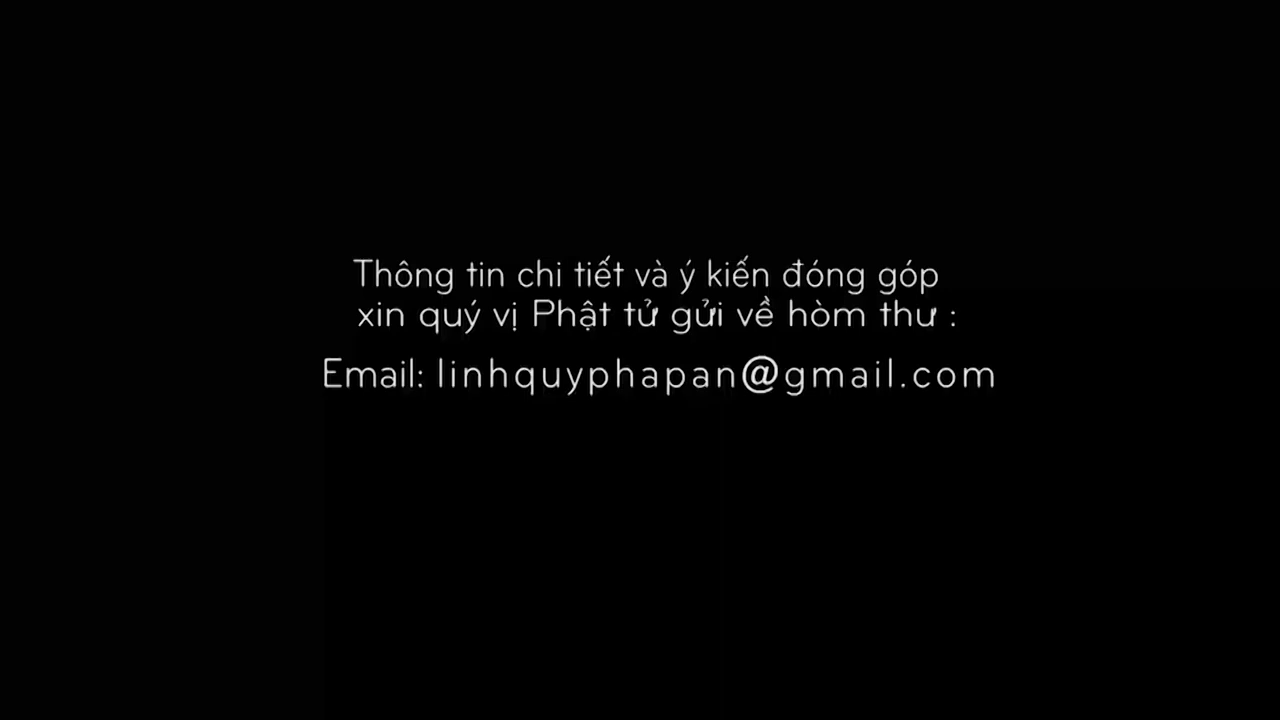 Thông tin chi tiết và ý kiến đóng góp
xin quý vị Phật tử gửi về hòm thư :
Email: linhquyphapan@gmail.com